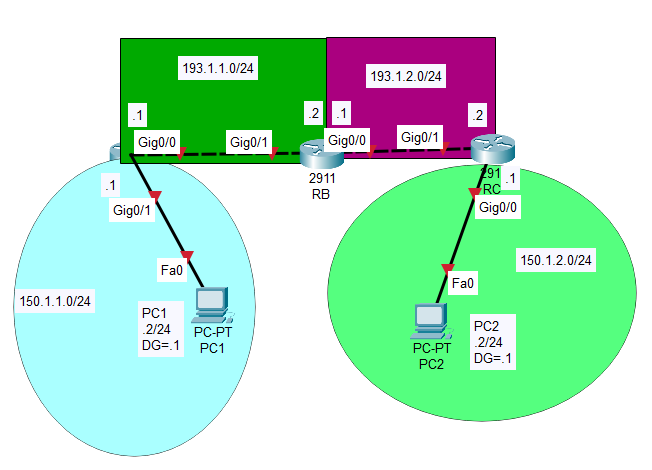 193.1.1.0/24
193.1.2.0/24
.1
.2
.1
.2
Gig0/0
Gig0/1
Gig0/0
Gig0/1
2911
RB
291
RC
.1
.1
Gig0/1
Gig0/0
Fa0
150.1.2.0/24
150.1.1.0/24
Fa0
PC1
.2/24
DG=.1
PC-PT
PC1
PC-PT
PC2
PC2
.2/24
DG=.1